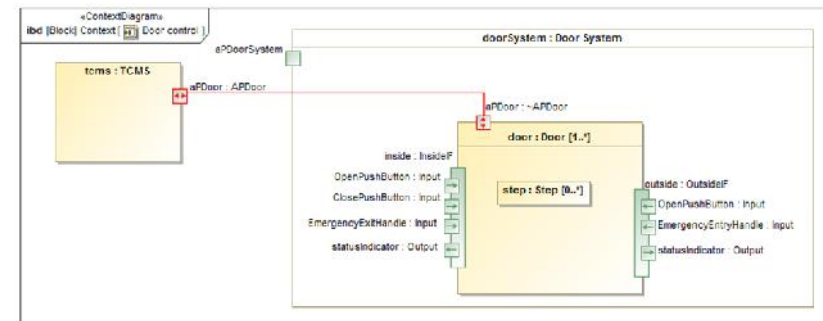 «ContextDiagram»
ibd [Block] Context [ Door control ]
doorSystem : Door System
aPDoorSystem
tcms : TCMS
aPDoor : APDoor
aPDoor : ~APDoor
door : Door [1..*]
inside : InsideIF
OpenPushButton : Input
step : Step [0..*]
outside : OutsideIF
ClosePushButton : Input
OpenPushButton : Input
EmergencyExitHandle : Input
EmergencyEntryHandle : Input
statusIndicator : Output
statusIndicator : Output